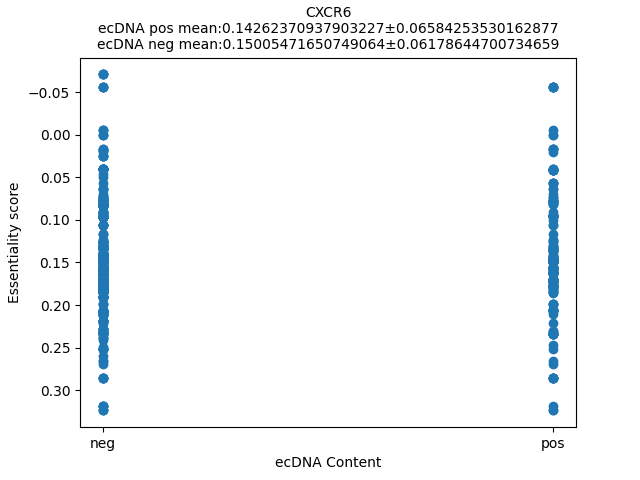 CXCR6
ecDNA pos mean:0.14262370937903227±0.06584253530162877
ecDNA neg mean:0.15005471650749064±0.06178644700734659
Essentiality score
−0.05
0.00
0.05
0.10
0.15
0.20
0.25
0.30
neg
pos
ecDNA Content